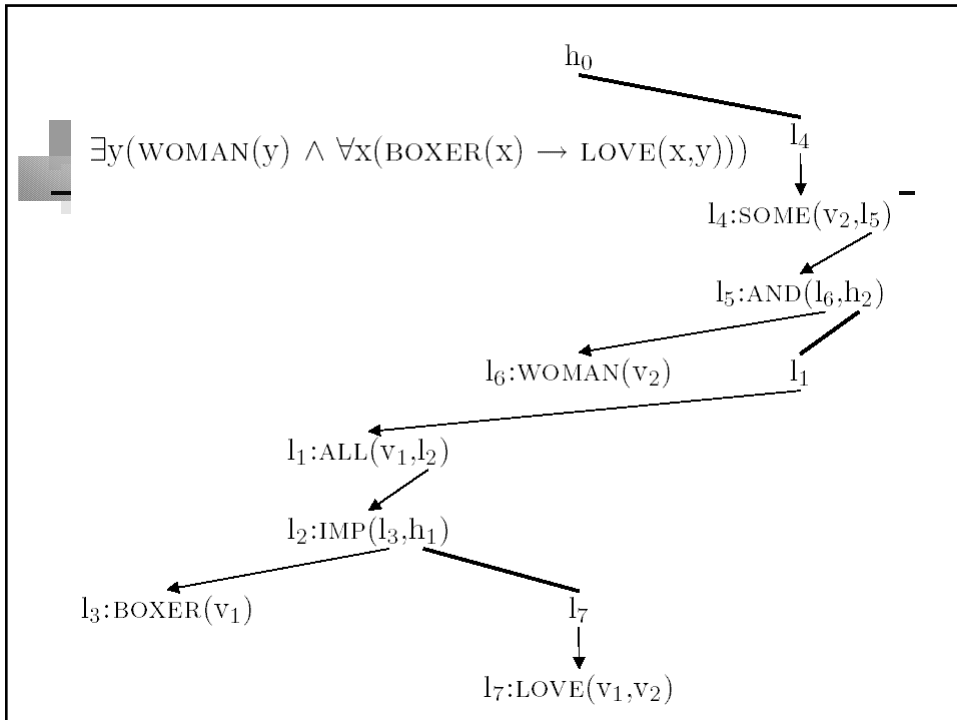 h₀
∃y(WOMAN(y) ∧ ∀x(BOXER(x) → LOVE(x,y)))
l₄
l₄:SOME(v₂,l₅)
l₅:AND(l₆,h₂)
l₆:WOMAN(v₂) l₁
l₁:ALL(v₁,l₂)
l₂:IMP(l₃,h₁)
l₃:BOXER(v₁) l₇
l₇:LOVE(v₁,v₂)